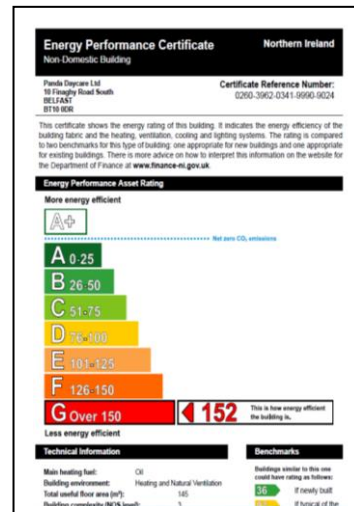 Energy Performance Certificate
Northern Ireland
Non-Domestic Building
Panda Daycare Ltd
10 Finaghy Road South
BELFAST
BT10 0DR
Certificate Reference Number:
0260-3962-0341-9990-9024
This certificate shows the energy rating of this building. It indicates the energy efficiency of the
building fabric and the heating, ventilation, cooling and lighting systems. The rating is compared
to two benchmarks for this type of building: one appropriate for new buildings and one appropriate
for existing buildings. There is more advice on how to interpret this information on the website for
the Department of Finance at www.finance-ni.gov.uk.
Energy Performance Asset Rating
More energy efficient
A+
Net zero CO₂ emissions
A 0-25
B 26-50
C 51-75
D 76-100
E 101-125
F 126-150
G Over 150
152
This is how energy efficient
the building is.
Less energy efficient
Technical Information
Main heating fuel: Oil
Building environment: Heating and Natural Ventilation
Total useful floor area (m²): 145
Building complexity (NOS level): 3
Benchmarks
Buildings similar to this one
could have rating as follows:
36 If newly built
If typical of the